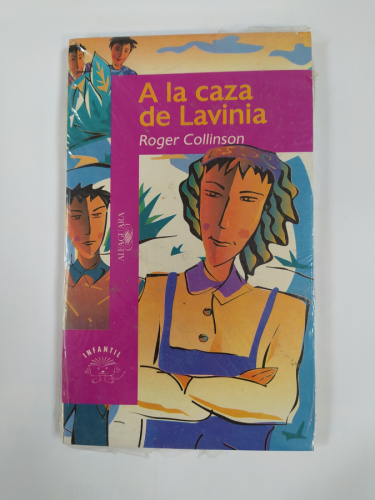 A la caza
de Lavinia
Roger Collinson
ALFAGUARA
INFANTIL